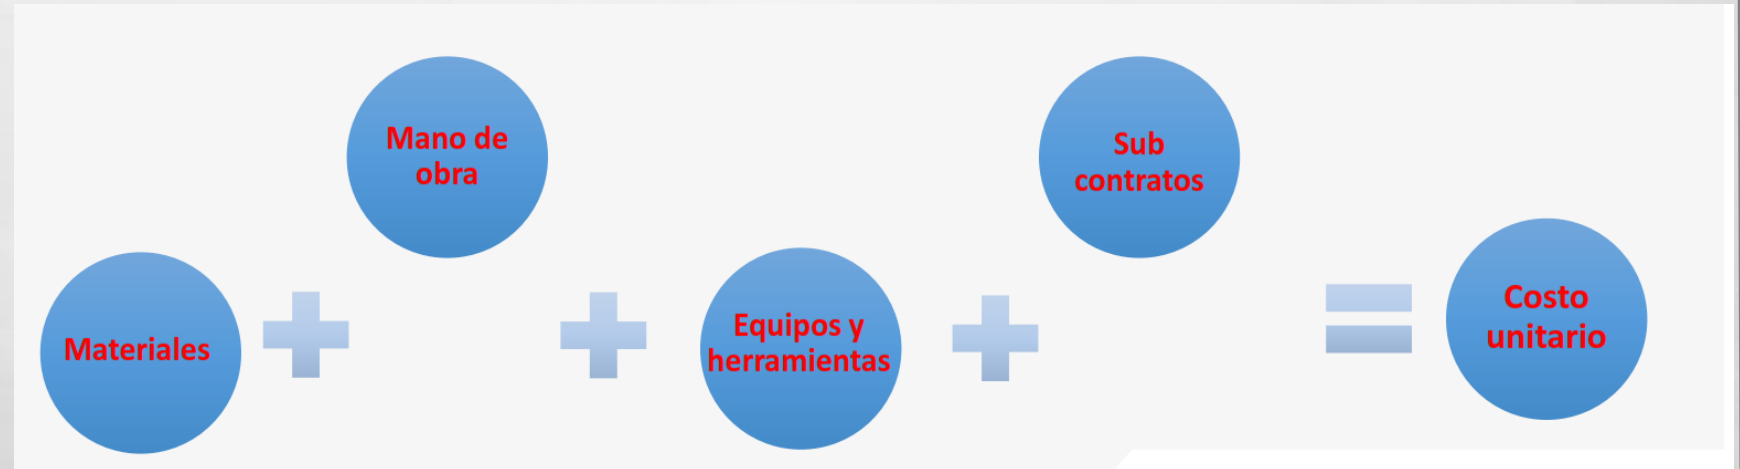 Materiales
Mano de
obra
Equipos y
herramientas
Sub
contratos
Costo
unitario